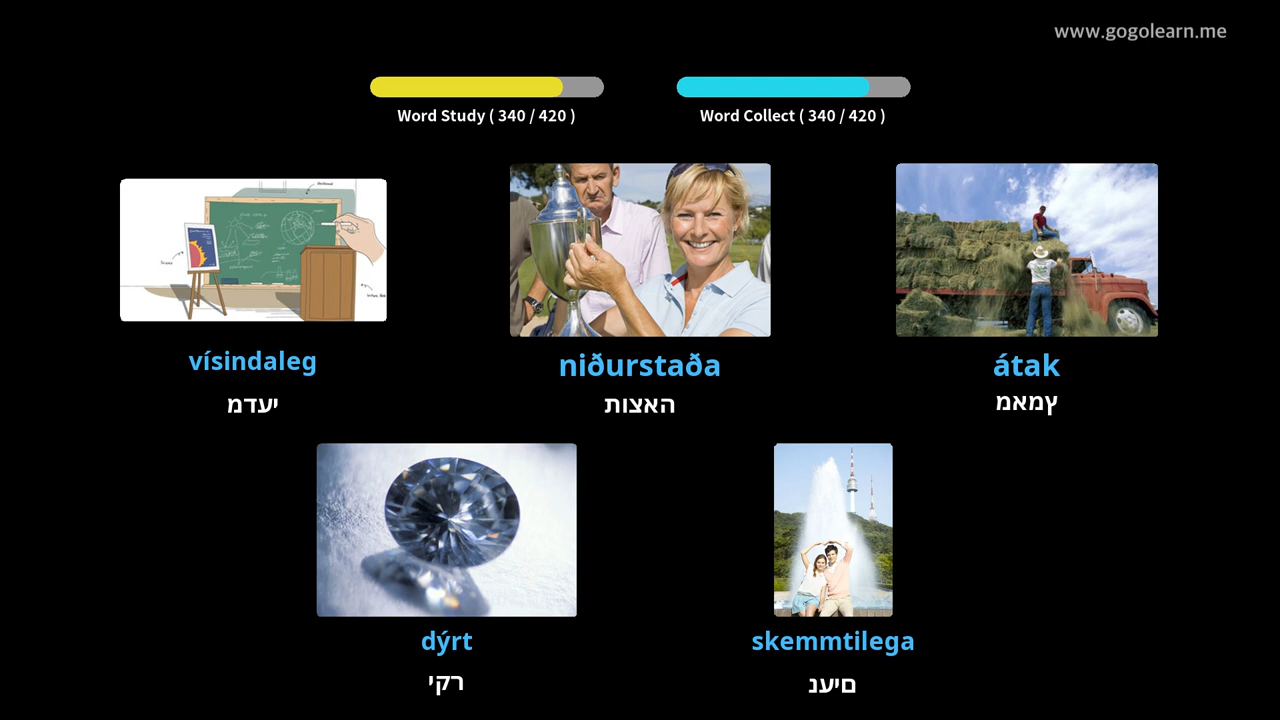 www.gogolearn.me
Word Study ( 340 / 420 )
Word Collect ( 340 / 420 )
vísindaleg
יעדמ
niðurstaða
האצות
átak
ץמאמ
dýrt
רקי
skemmtilega
םיענ